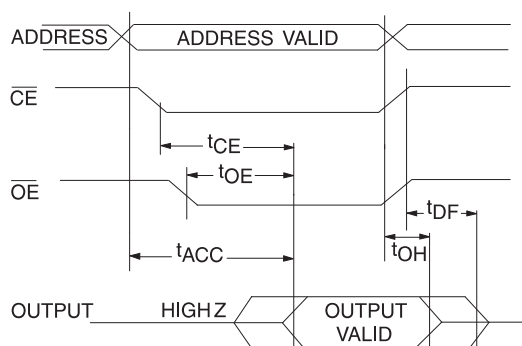 ADDRESS ADDRESS VALID
CE
tCE
tOE
OE
tDF
tACC
tOH
OUTPUT HIGH Z OUTPUT
VALID